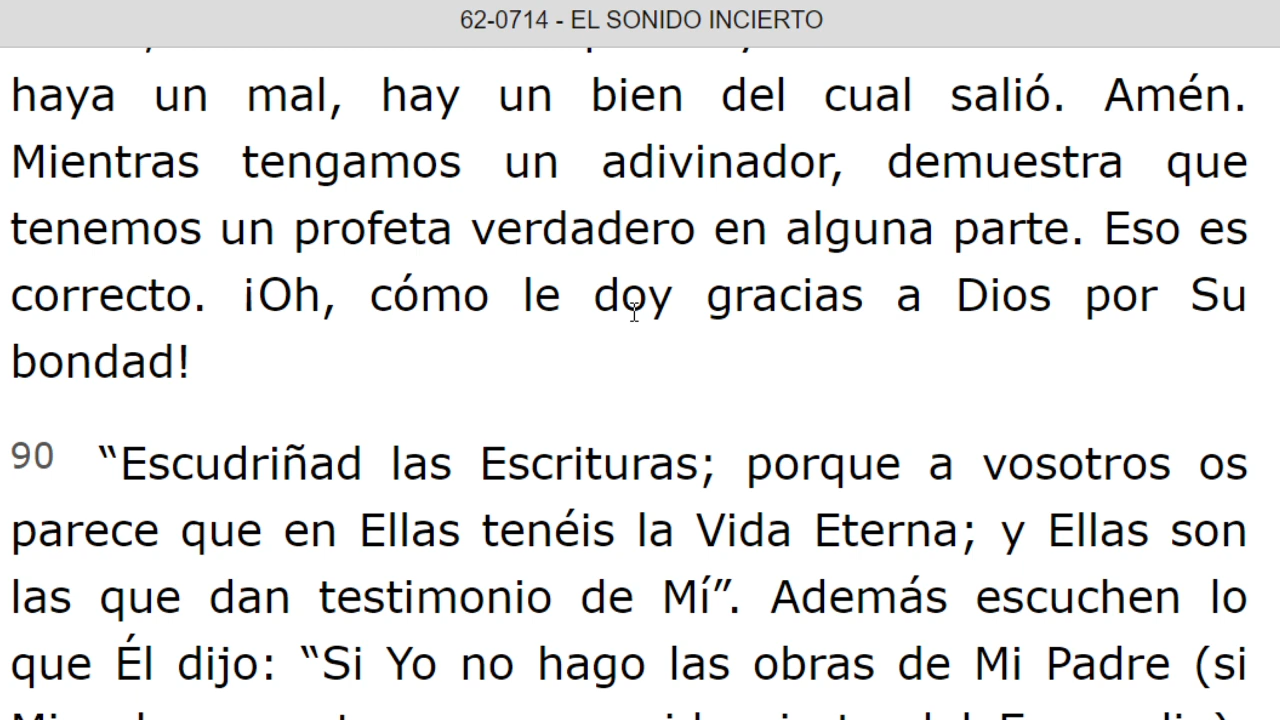 62-0714 - EL SONIDO INCIERTO
haya un mal, hay un bien del cual salió. Amén.
Mientras tengamos un adivinador, demuestra que
tenemos un profeta verdadero en alguna parte. Eso es
correcto. ¡Oh, cómo le doy gracias a Dios por Su
bondad!
90 “Escudriñad las Escrituras; porque a vosotros os
parece que en Ellas tenéis la Vida Eterna; y Ellas son
las que dan testimonio de Mí”. Además escuchen lo
que Él dijo: “Si Yo no hago las obras de Mi Padre (si